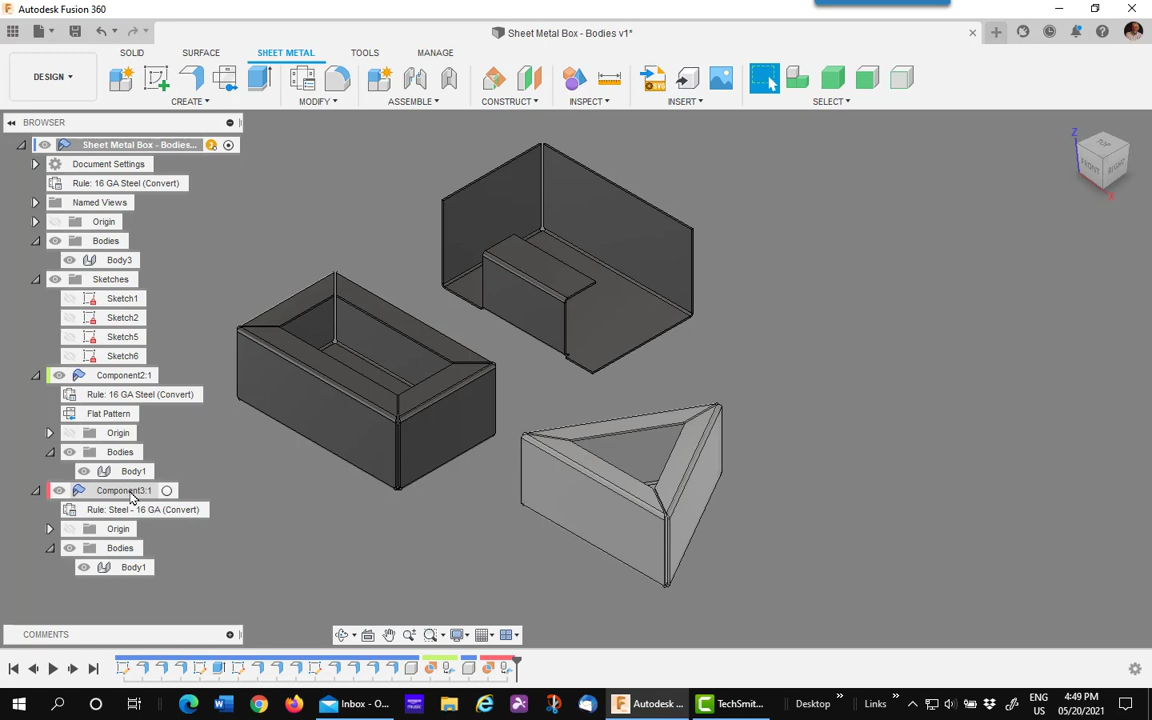 Autodesk Fusion 360
Sheet Metal Box - Bodies v1*
DESIGN
SOLID
SURFACE
SHEET METAL
TOOLS
MANAGE
CREATE
MODIFY
ASSEMBLE
CONSTRUCT
INSPECT
INSERT
SELECT
BROWSER
Sheet Metal Box - Bodies...
Document Settings
Rule: 16 GA Steel (Convert)
Named Views
Origin
Bodies
Body3
Sketches
Sketch1
Sketch2
Sketch5
Sketch6
Component2:1
Rule: 16 GA Steel (Convert)
Flat Pattern
Origin
Bodies
Body1
Component3:1
Rule: Steel - 16 GA (Convert)
Origin
Bodies
Body1
Z
TOP
FRONT
RIGHT
X
COMMENTS
Inbox - O...
Autodesk ...
TechSmit...
Desktop
Links
ENG
US
4:49 PM
05/20/2021